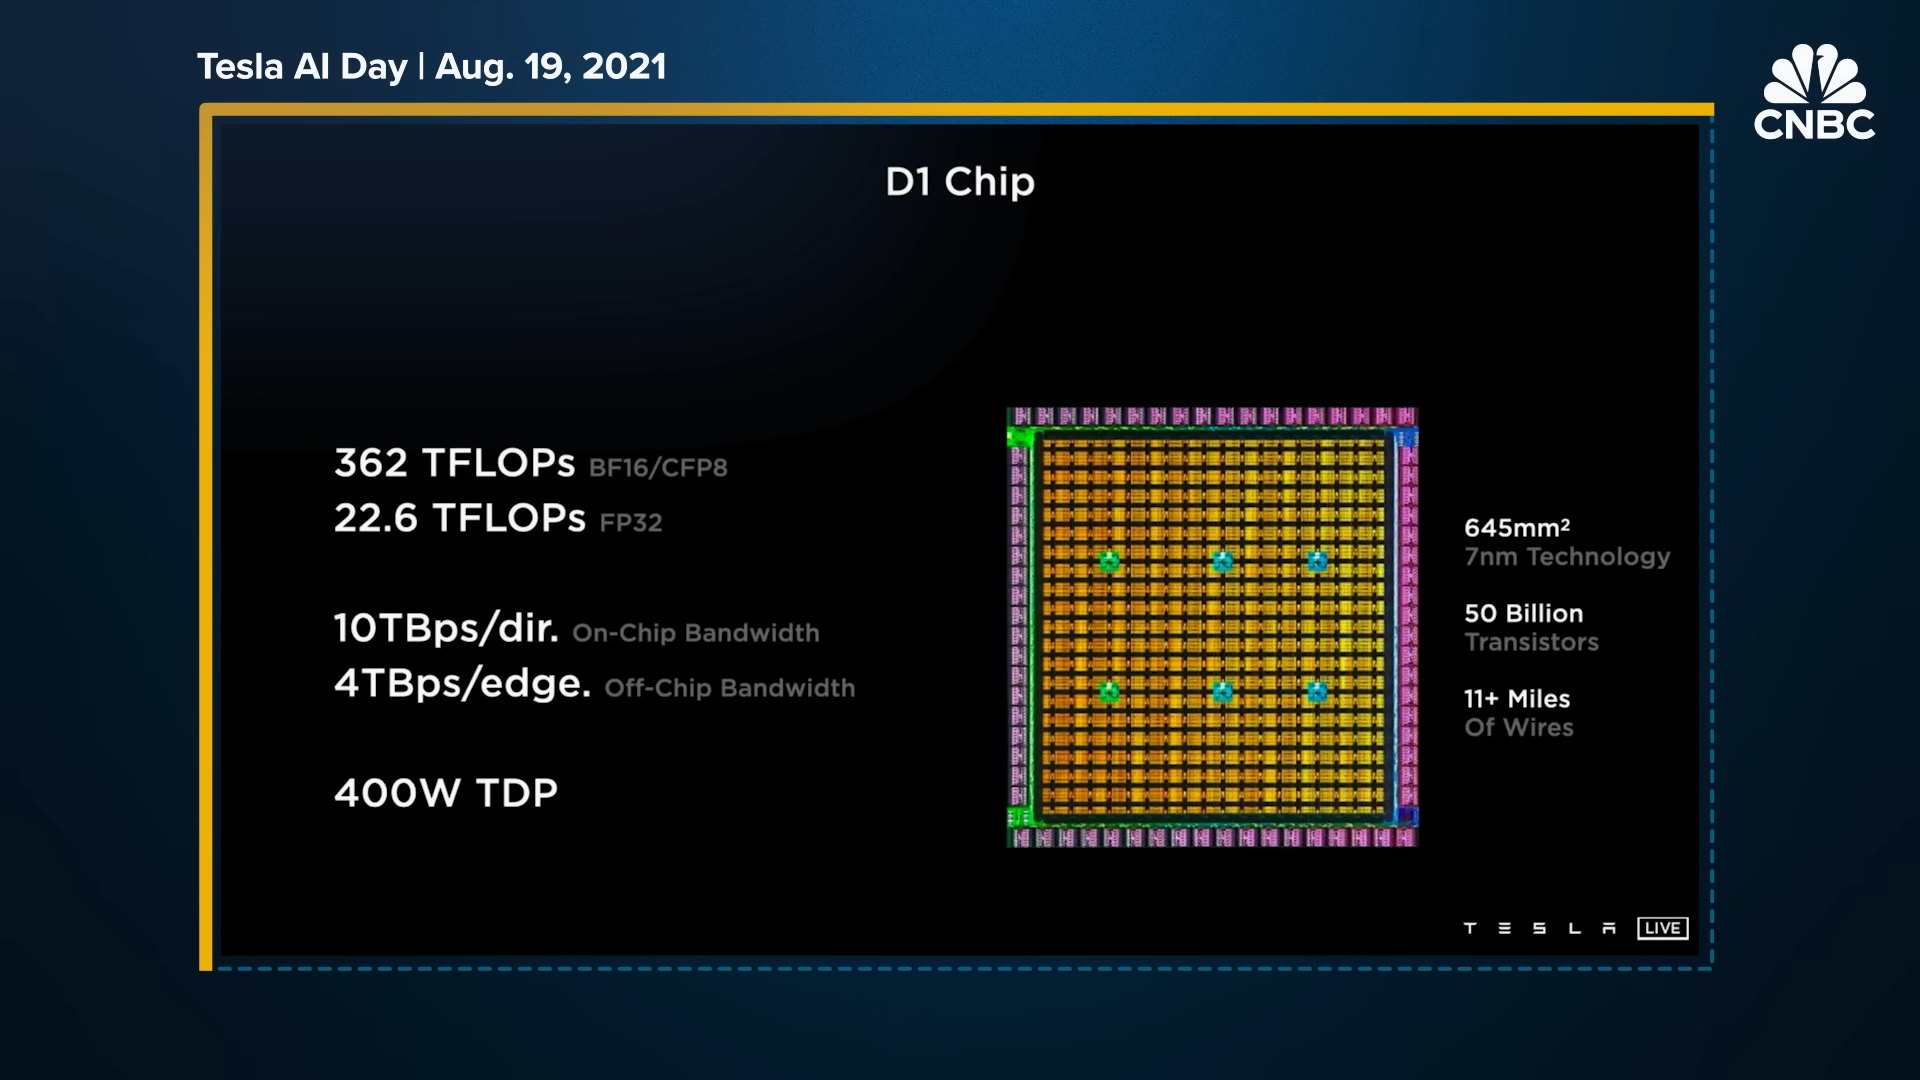 Tesla AI Day | Aug. 19, 2021
CNBC
D1 Chip
362 TFLOPs BF16/CFP8
22.6 TFLOPs FP32
10TBps/dir. On-Chip Bandwidth
4TBps/edge. Off-Chip Bandwidth
400W TDP
645mm²
7nm Technology
50 Billion
Transistors
11+ Miles
Of Wires
TESLA LIVE